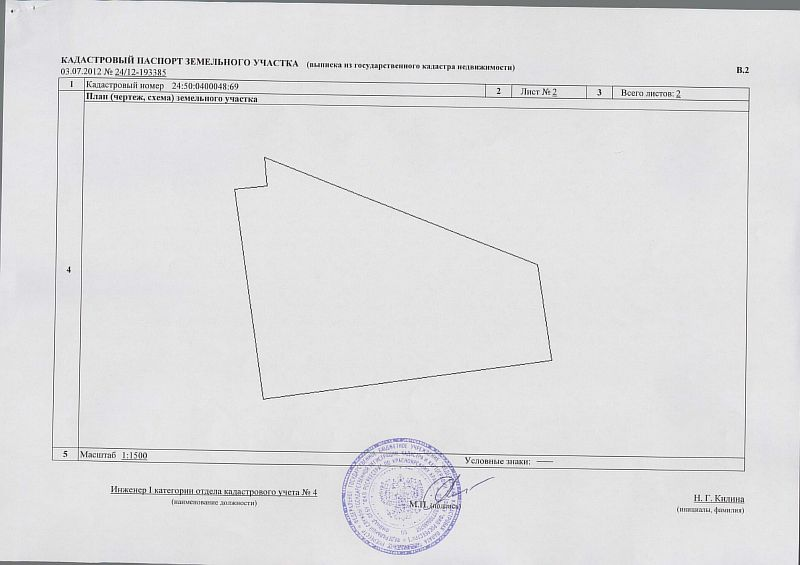 КАДАСТРОВЫЙ ПАСПОРТ ЗЕМЕЛЬНОГО УЧАСТКА (выписка из государственного кадастра недвижимости)
В.2
03.07.2012 № 24/12-193385
1 Кадастровый номер 24:50:0400048:69 2 Лист № 2 3 Всего листов: 2
План (чертеж, схема) земельного участка
4
5 Масштаб 1:1500 Условные знаки:
Инженер I категории отдела кадастрового учета № 4
(наименование должности)
М.П. (подпись)
Н. Г. Килина
(инициалы, фамилия)